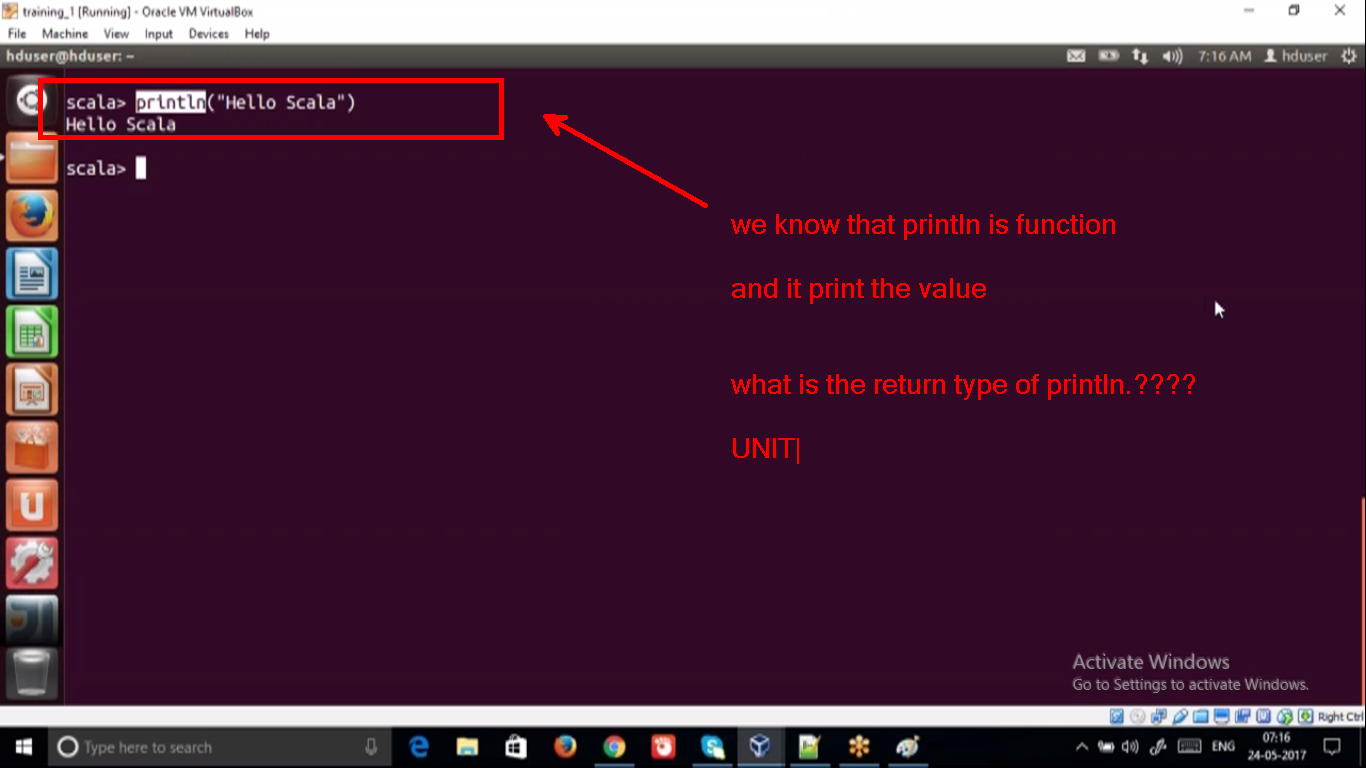 training_1 [Running] - Oracle VM VirtualBox
File Machine View Input Devices Help
hduser@hduser: ~
7:16 AM hduser
scala> println("Hello Scala")
Hello Scala
scala>
we know that println is function
and it print the value
what is the return type of println.????
UNIT
Activate Windows
Go to Settings to activate Windows.
Right Ctrl
Type here to search
ENG
07:16
24-05-2017